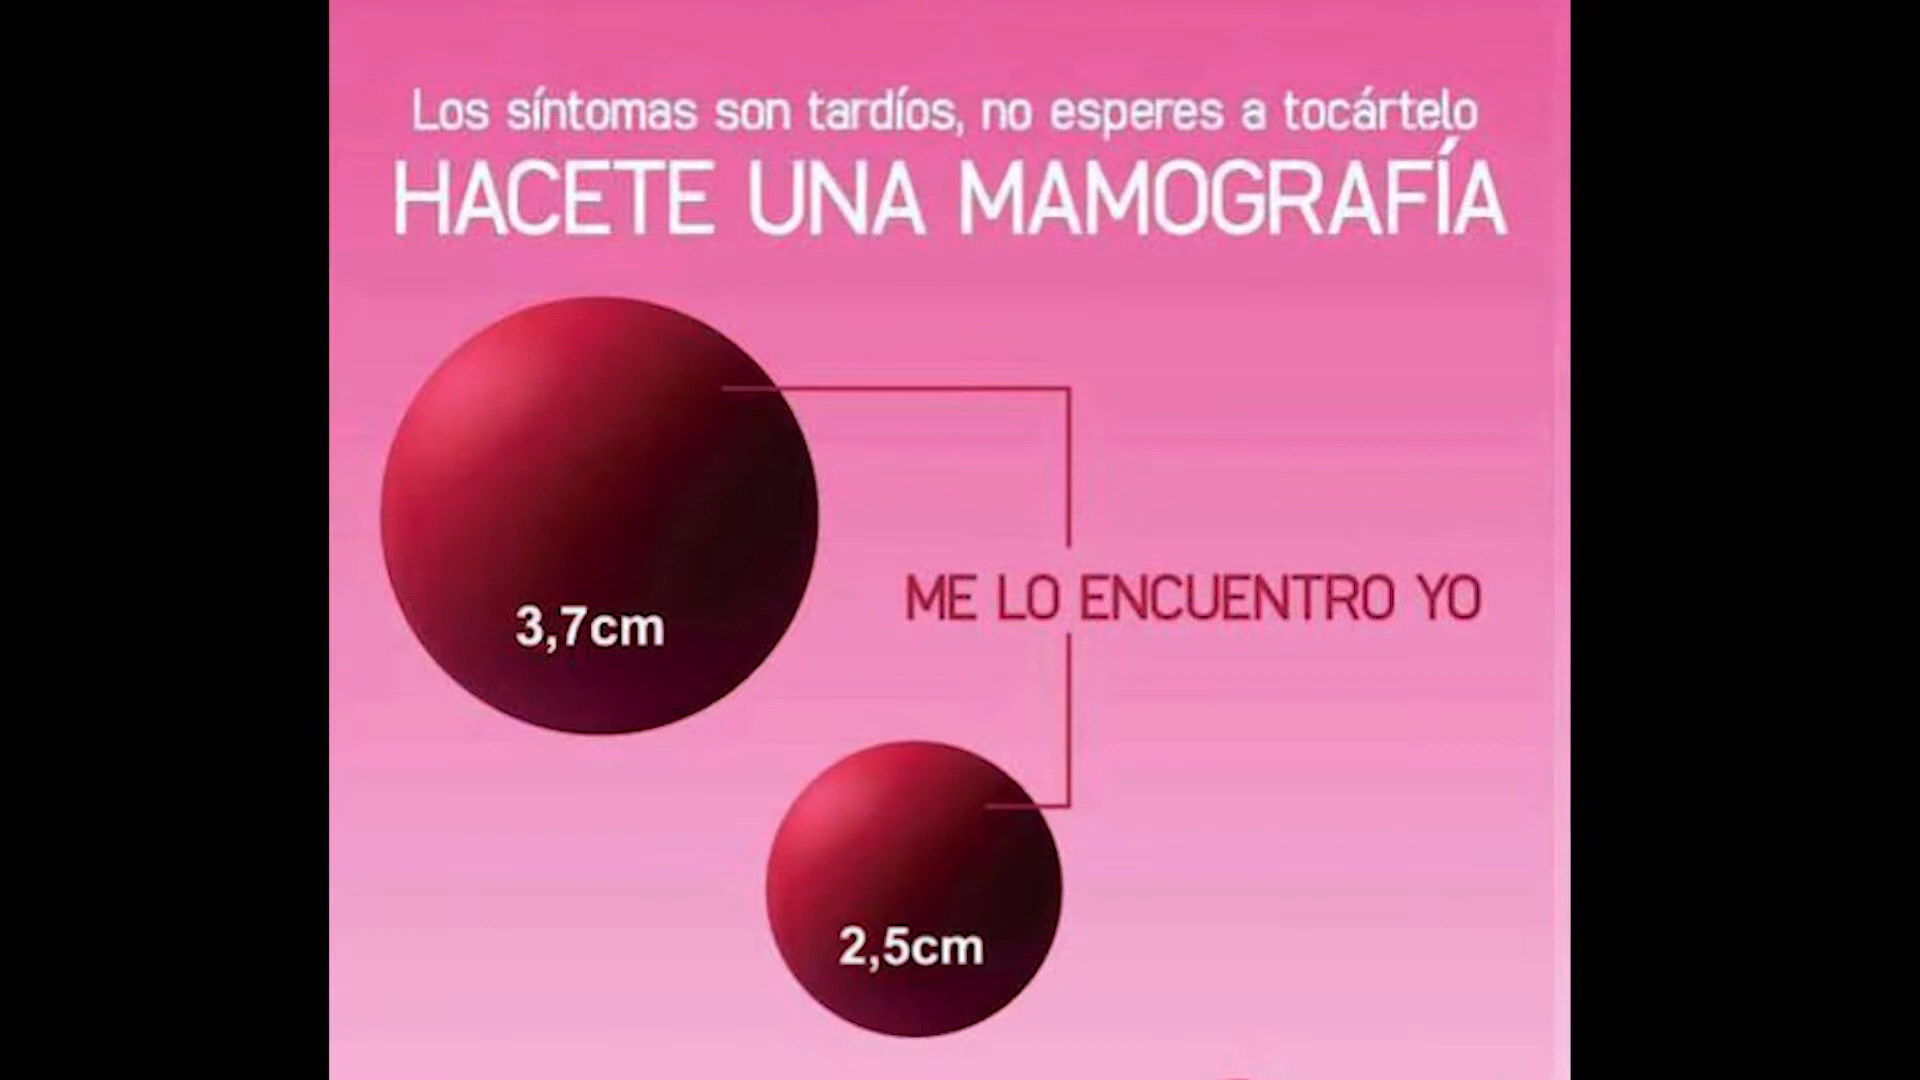 Los síntomas son tardíos, no esperes a tocártelo
HACETE UNA MAMOGRAFÍA
3,7cm
ME LO ENCUENTRO YO
2,5cm